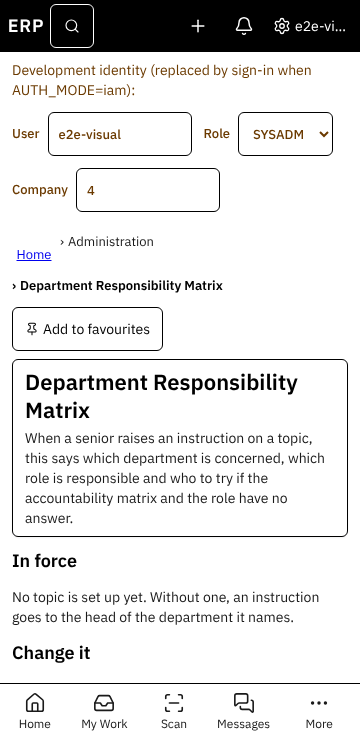 ERP
e2e-vi...
Development identity (replaced by sign-in when
AUTH_MODE=iam):
User
e2e-visual
Role
SYSADM
Company
4
Home
› Administration
› Department Responsibility Matrix
Add to favourites
Department Responsibility
Matrix
When a senior raises an instruction on a topic,
this says which department is concerned, which
role is responsible and who to try if the
accountability matrix and the role have no
answer.
In force
No topic is set up yet. Without one, an instruction
goes to the head of the department it names.
Change it
Home
My Work
Scan
Messages
More